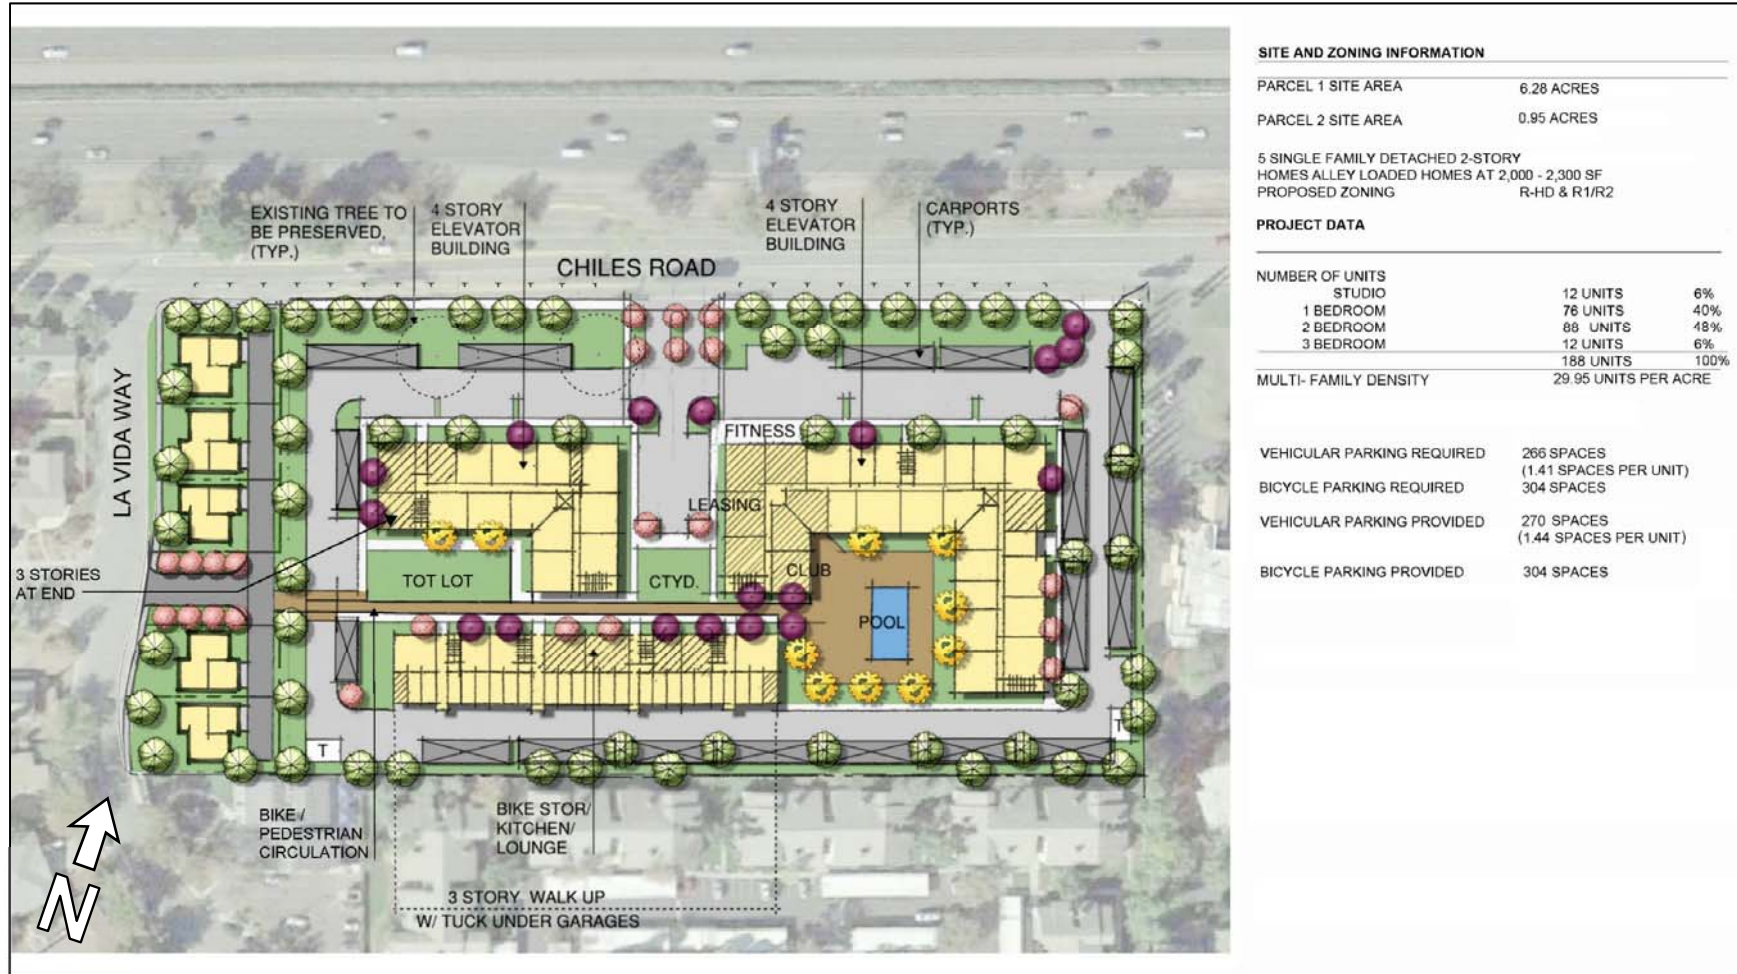 SITE AND ZONING INFORMATION
PARCEL 1 SITE AREA 6.28 ACRES
PARCEL 2 SITE AREA 0.95 ACRES
5 SINGLE FAMILY DETACHED 2-STORY
HOMES ALLEY LOADED HOMES AT 2,000 - 2,300 SF
PROPOSED ZONING R-HD & R1/R2
PROJECT DATA
NUMBER OF UNITS
STUDIO 12 UNITS 6%
1 BEDROOM 76 UNITS 40%
2 BEDROOM 88 UNITS 48%
3 BEDROOM 12 UNITS 6%
188 UNITS 100%
MULTI- FAMILY DENSITY 29.95 UNITS PER ACRE
VEHICULAR PARKING REQUIRED 266 SPACES
(1.41 SPACES PER UNIT)
BICYCLE PARKING REQUIRED 304 SPACES
VEHICULAR PARKING PROVIDED 270 SPACES
(1.44 SPACES PER UNIT)
BICYCLE PARKING PROVIDED 304 SPACES
EXISTING TREE TO
BE PRESERVED,
(TYP.)
4 STORY
ELEVATOR
BUILDING
4 STORY
ELEVATOR
BUILDING
CARPORTS
(TYP.)
CHILES ROAD
LA VIDA WAY
FITNESS
LEASING
3 STORIES
AT END
TOT LOT
CTYD.
CLUB
POOL
T
T
BIKE /
PEDESTRIAN
CIRCULATION
BIKE STOR/
KITCHEN/
LOUNGE
3 STORY WALK UP
W/ TUCK UNDER GARAGES
N